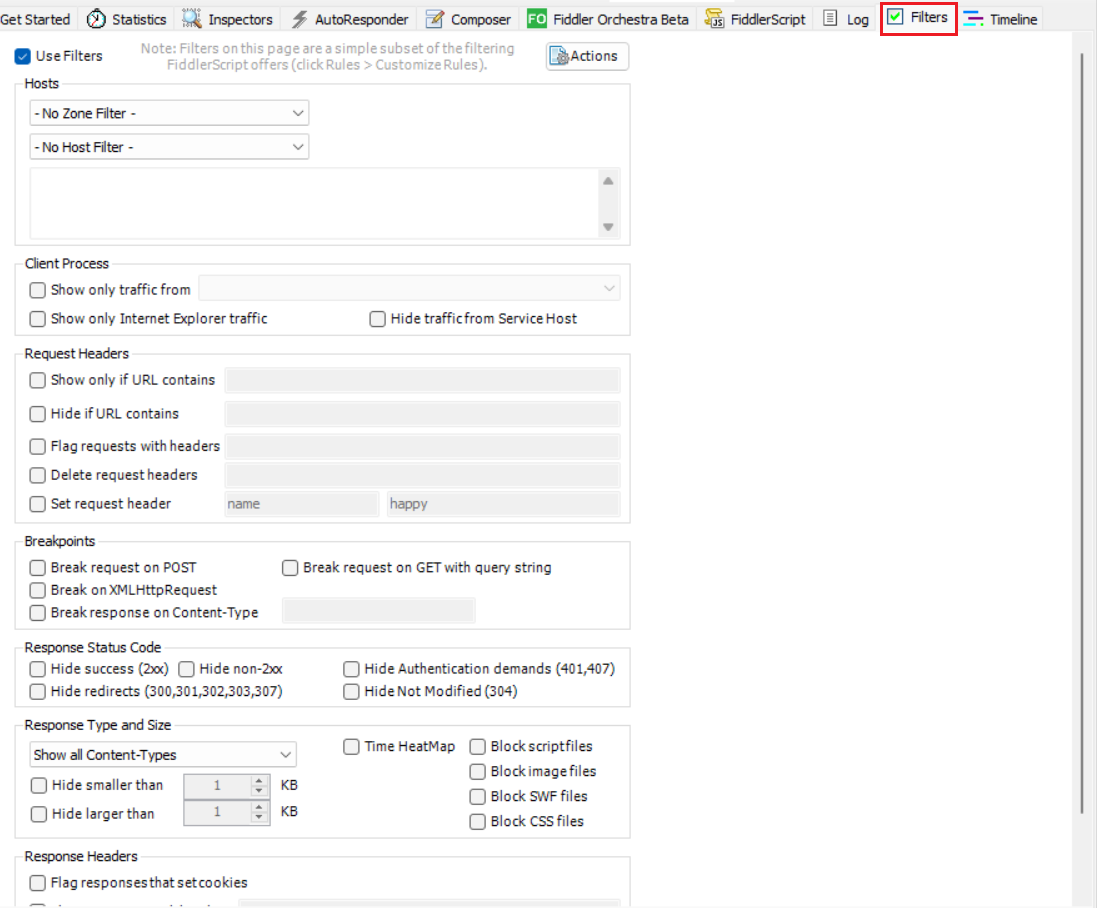 Get Started Statistics Inspectors AutoResponder Composer FO Fiddler Orchestra Beta JS FiddlerScript Log Filters Timeline
Use Filters
Note: Filters on this page are a simple subset of the filtering
FiddlerScript offers (click Rules > Customize Rules).
Actions
Hosts
- No Zone Filter -
- No Host Filter -
Client Process
Show only traffic from
Show only Internet Explorer traffic Hide traffic from Service Host
Request Headers
Show only if URL contains
Hide if URL contains
Flag requests with headers
Delete request headers
Set request header name happy
Breakpoints
Break request on POST Break request on GET with query string
Break on XMLHttpRequest
Break response on Content-Type
Response Status Code
Hide success (2xx) Hide non-2xx Hide Authentication demands (401,407)
Hide redirects (300,301,302,303,307) Hide Not Modified (304)
Response Type and Size
Show all Content-Types Time HeatMap Block script files
Block image files
Hide smaller than 1 KB
Block SWF files
Hide larger than 1 KB
Block CSS files
Response Headers
Flag responses that set cookies